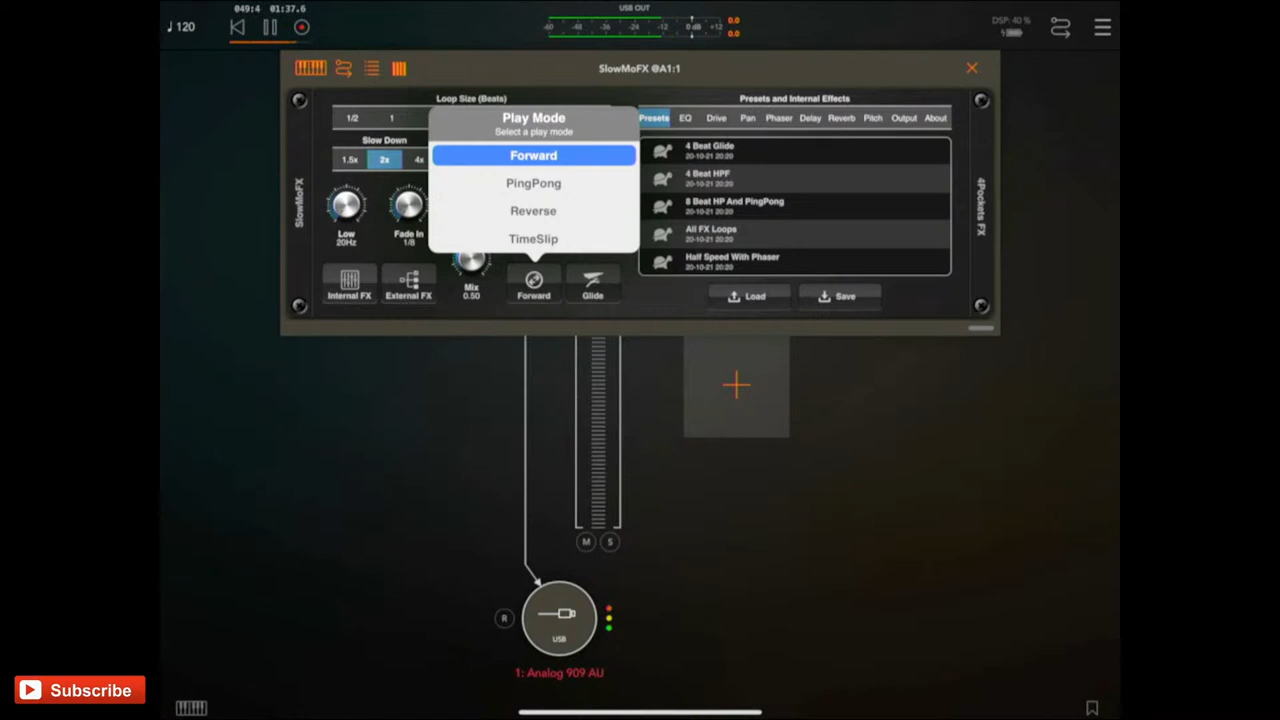 049:4 01:37.6
♩ 120
USB OUT
-60 -48 -36 -24 -12 0 dB +12
0.0
0.0
DSP: 40 %
SlowMoFX @A1:1
Loop Size (Beats)
1/2 1
Slow Down
1.5x 2x 4x
SlowMoFX
Low
20Hz
Fade In
1/8
Mix
0.50
Internal FX
External FX
Forward
Glide
Play Mode
Select a play mode
Forward
PingPong
Reverse
TimeSlip
Presets and Internal Effects
Presets EQ Drive Pan Phaser Delay Reverb Pitch Output About
4 Beat Glide
20-10-21 20:20
4 Beat HPF
20-10-21 20:20
8 Beat HP And PingPong
20-10-21 20:20
All FX Loops
20-10-21 20:20
Half Speed With Phaser
20-10-21 20:20
Load
Save
4Pockets FX
M S
R
USB
1: Analog 909 AU
Subscribe